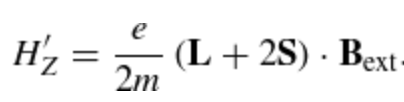 H′_Z = e/2m (L + 2S) · B_ext.